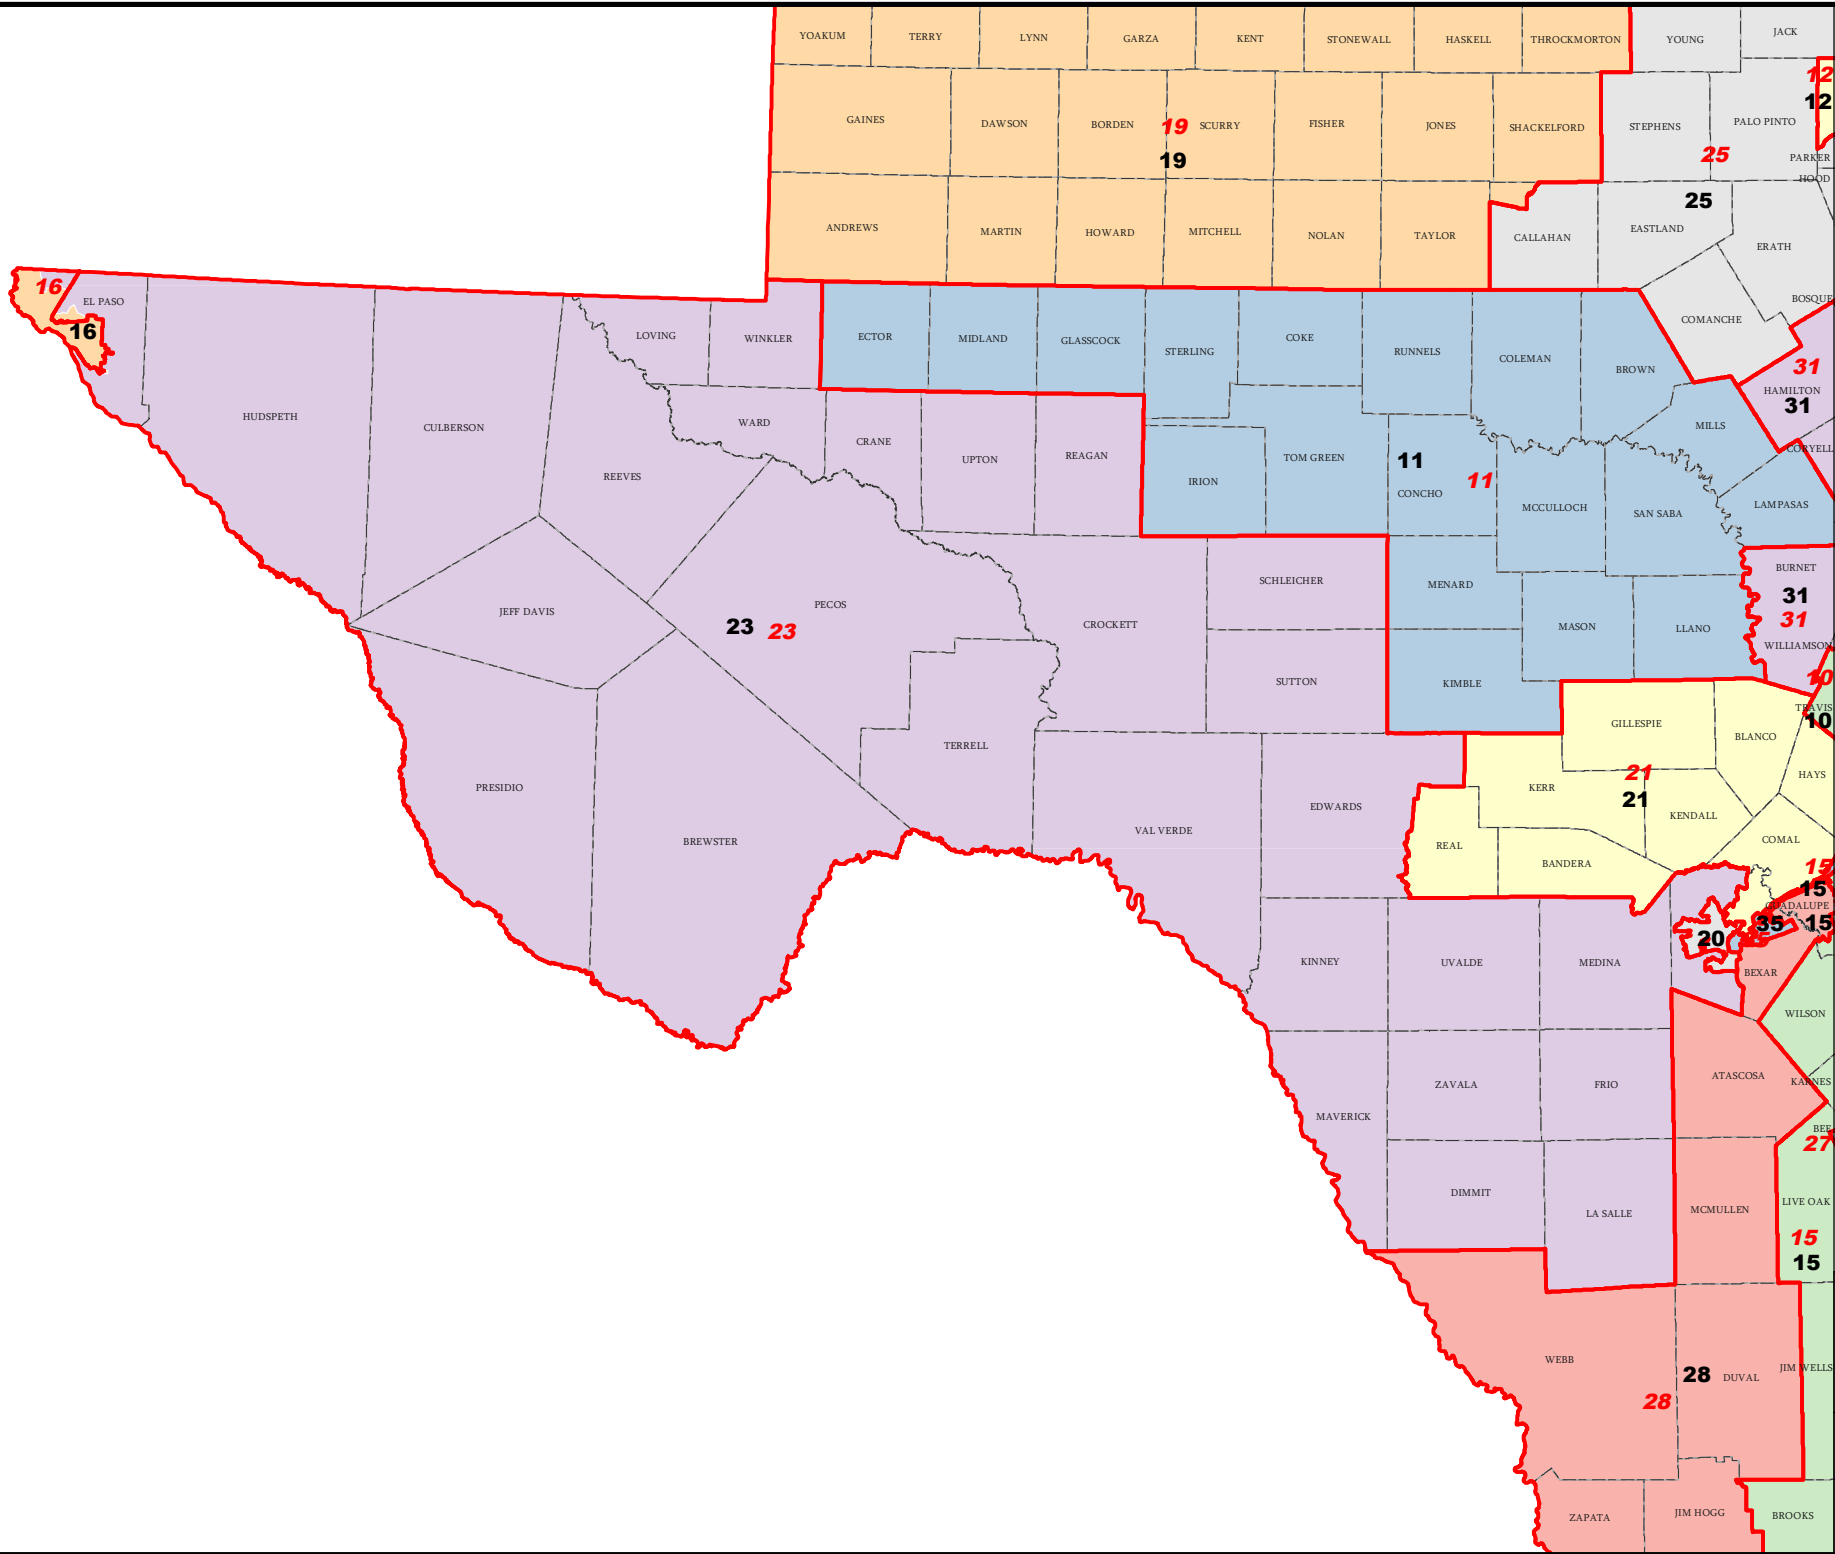 YOAKUM TERRY LYNN GARZA KENT STONEWALL HASKELL THROCKMORTON YOUNG JACK
12
12
GAINES DAWSON BORDEN 19 SCURRY FISHER JONES SHACKELFORD STEPHENS PALO PINTO
19
25
PARKER
HOOD
25
ANDREWS MARTIN HOWARD MITCHELL NOLAN TAYLOR CALLAHAN EASTLAND ERATH
16 EL PASO
16
BOSQUE
COMANCHE
LOVING WINKLER ECTOR MIDLAND GLASSCOCK STERLING COKE RUNNELS COLEMAN BROWN
31
HAMILTON
31
HUDSPETH CULBERSON WARD CRANE MILLS
REEVES UPTON REAGAN IRION TOM GREEN 11 CORYELL
CONCHO 11 MCCULLOCH SAN SABA LAMPASAS
BURNET
31
31
WILLIAMSON
JEFF DAVIS PECOS SCHLEICHER MENARD
23 23 CROCKETT MASON LLANO
SUTTON KIMBLE
10
TRAVIS
10
TERRELL GILLESPIE BLANCO
21
21
HAYS
PRESIDIO KERR KENDALL
BREWSTER VAL VERDE EDWARDS REAL BANDERA COMAL
15
15
GUADALUPE
20 35 15
35
KINNEY UVALDE MEDINA BEXAR
WILSON
ATASCOSA KARNES
MAVERICK ZAVALA FRIO
BEE
27
DIMMIT LA SALLE MCMULLEN LIVE OAK
15
15
WEBB 28 DUVAL JIM WELLS
28
ZAPATA JIM HOGG BROOKS